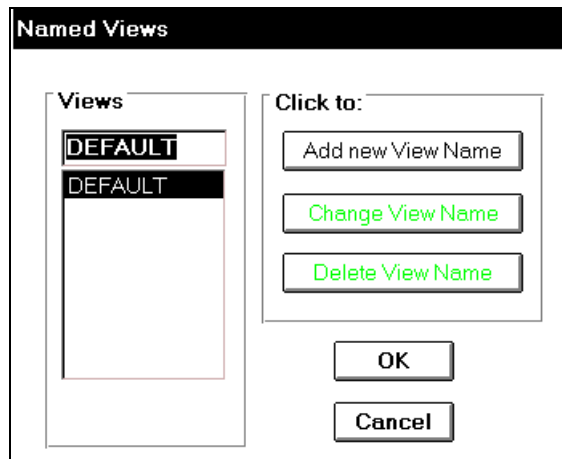 Named Views
Views
DEFAULT
DEFAULT
Click to:
Add new View Name
Change View Name
Delete View Name
OK
Cancel